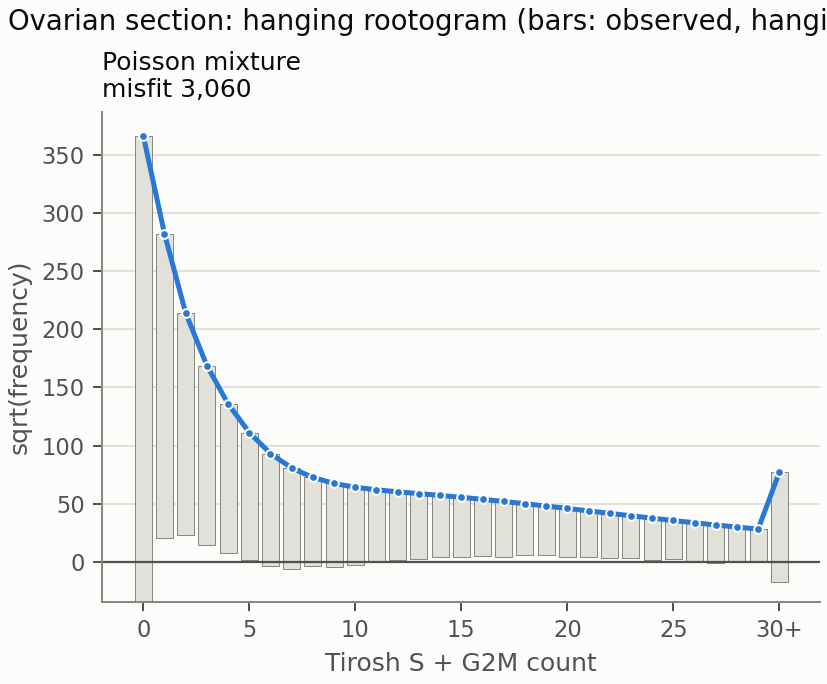 Ovarian section: hanging rootogram (bars: observed, hangi
Poisson mixture
misfit 3,060
350
300
250
200
150
100
50
0
sqrt(frequency)
0 5 10 15 20 25 30+
Tirosh S + G2M count